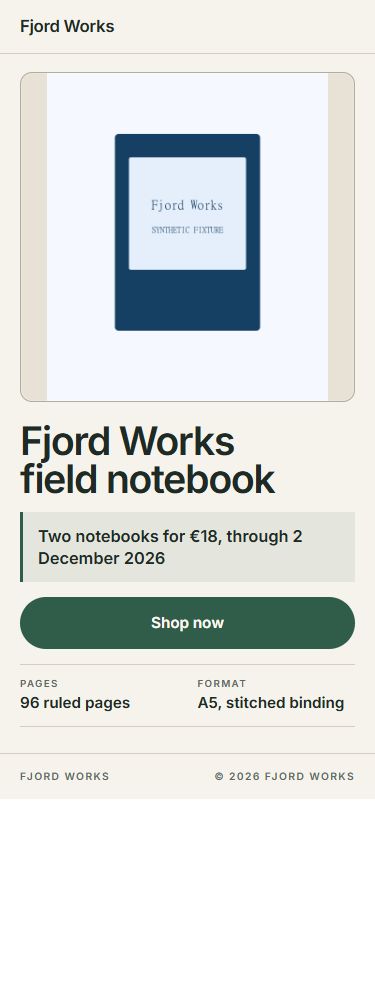 Fjord Works
Fjord Works
SYNTHETIC FIXTURE
Fjord Works
field notebook
Two notebooks for €18, through 2
December 2026
Shop now
PAGES
96 ruled pages
FORMAT
A5, stitched binding
FJORD WORKS
© 2026 FJORD WORKS